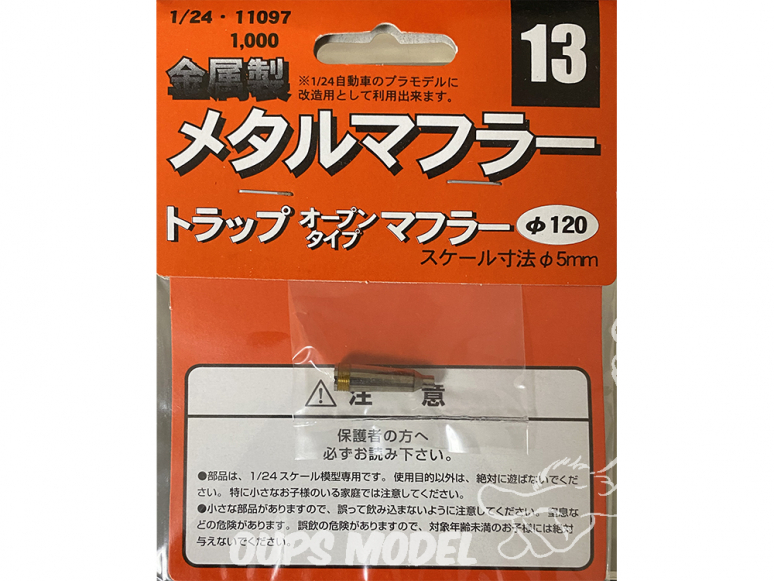 1/24・11097
1,000
13
金属製
※1/24自動車のプラモデルに
改造用として利用出来ます。
メタルマフラー
トラップ オープン
タイプ マフラー φ120
スケール寸法φ5mm
⚠ 注 意
保護者の方へ
必ずお読み下さい。
●部品は、1/24スケール模型専用です。使用目的以外は、絶対に遊ばないでくだ
さい。特に小さなお子様のいる家庭では注意してください。
●小さな部品がありますので、誤って飲み込まないように注意してください。窒息な
どの危険があります。誤飲の危険がありますので、対象年齢未満のお子様には絶対
与えないでください。
OUPS MODEL